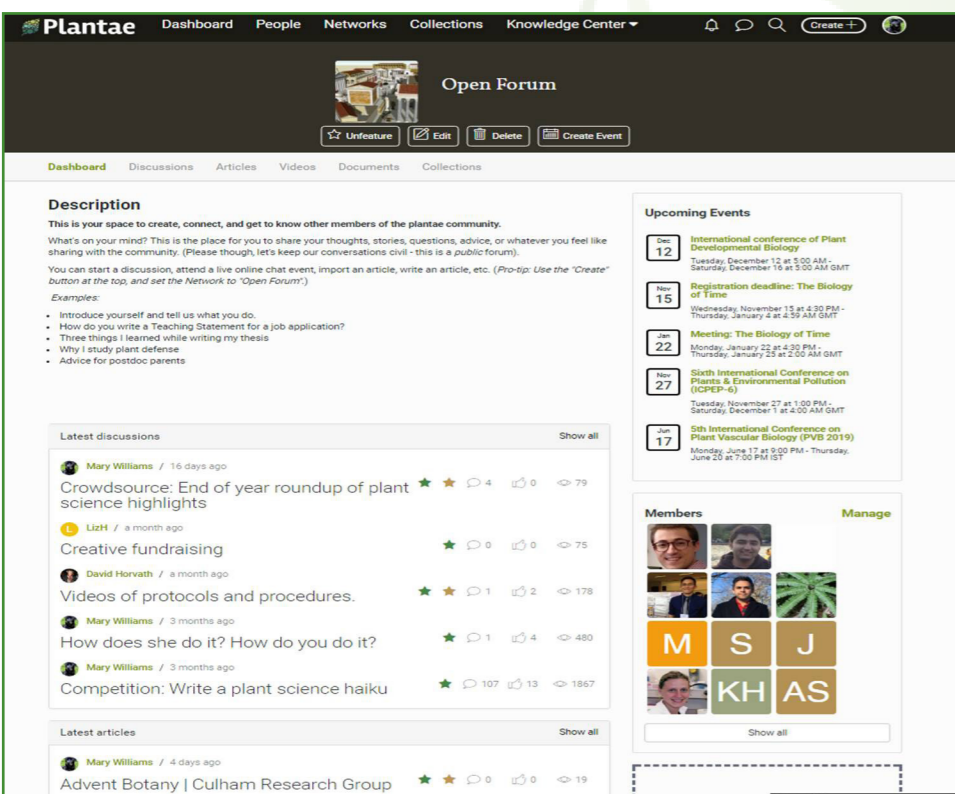 Plantae Dashboard People Networks Collections Knowledge Center Create +
Open Forum
Unfeature Edit Delete Create Event
Dashboard Discussions Articles Videos Documents Collections
Description
This is your space to create, connect, and get to know other members of the plantae community.
What's on your mind? This is the place for you to share your thoughts, stories, questions, advice, or whatever you feel like
sharing with the community. (Please though, let's keep our conversations civil - this is a public forum).
You can start a discussion, attend a live online chat event, import an article, write an article, etc. (Pro-tip: Use the "Create"
button at the top, and set the Network to "Open Forum".)
Examples:
• Introduce yourself and tell us what you do.
• How do you write a Teaching Statement for a job application?
• Three things I learned while writing my thesis
• Why I study plant defense
• Advice for postdoc parents
Latest discussions Show all
Mary Williams / 16 days ago
Crowdsource: End of year roundup of plant 4 0 79
science highlights
L LizH / a month ago
Creative fundraising 0 0 75
David Horvath / a month ago
Videos of protocols and procedures. 1 2 178
Mary Williams / 3 months ago
How does she do it? How do you do it? 1 4 480
Mary Williams / 3 months ago
Competition: Write a plant science haiku 107 13 1867
Latest articles Show all
Mary Williams / 4 days ago
Advent Botany | Culham Research Group 0 0 19
Upcoming Events
Dec
12
International conference of Plant
Developmental Biology
Tuesday, December 12 at 5:00 AM -
Saturday, December 16 at 5:00 AM GMT
Nov
15
Registration deadline: The Biology
of Time
Wednesday, November 15 at 4:30 PM -
Thursday, January 4 at 4:59 AM GMT
Jan
22
Meeting: The Biology of Time
Monday, January 22 at 4:30 PM -
Thursday, January 25 at 2:00 AM GMT
Nov
27
Sixth International Conference on
Plants & Environmental Pollution
(ICPEP-6)
Tuesday, November 27 at 1:00 PM -
Saturday, December 1 at 4:00 AM GMT
Jun
17
5th International Conference on
Plant Vascular Biology (PVB 2019)
Monday, June 17 at 9:00 PM - Thursday,
June 20 at 7:00 PM IST
Members Manage
M S J
KH AS
Show all